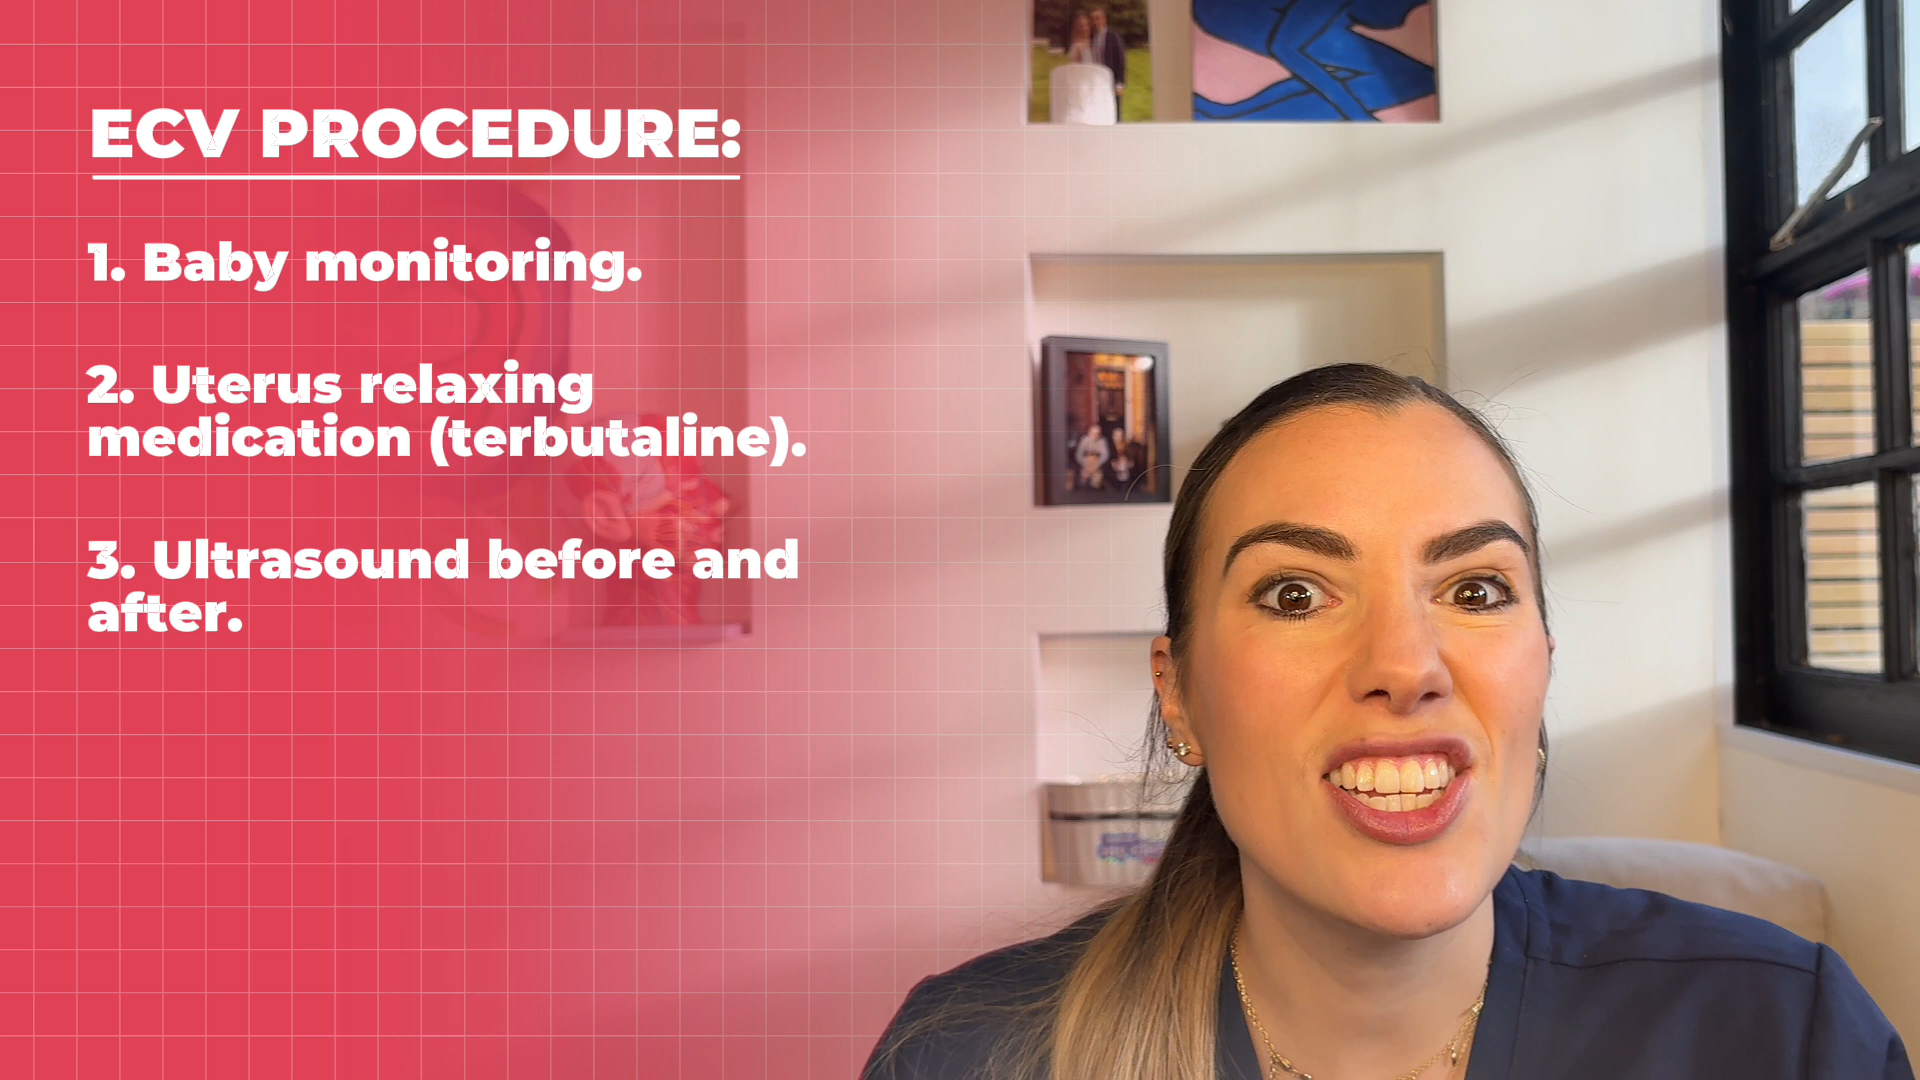 ECV PROCEDURE:
1. Baby monitoring.
2. Uterus relaxing
medication (terbutaline).
3. Ultrasound before and
after.